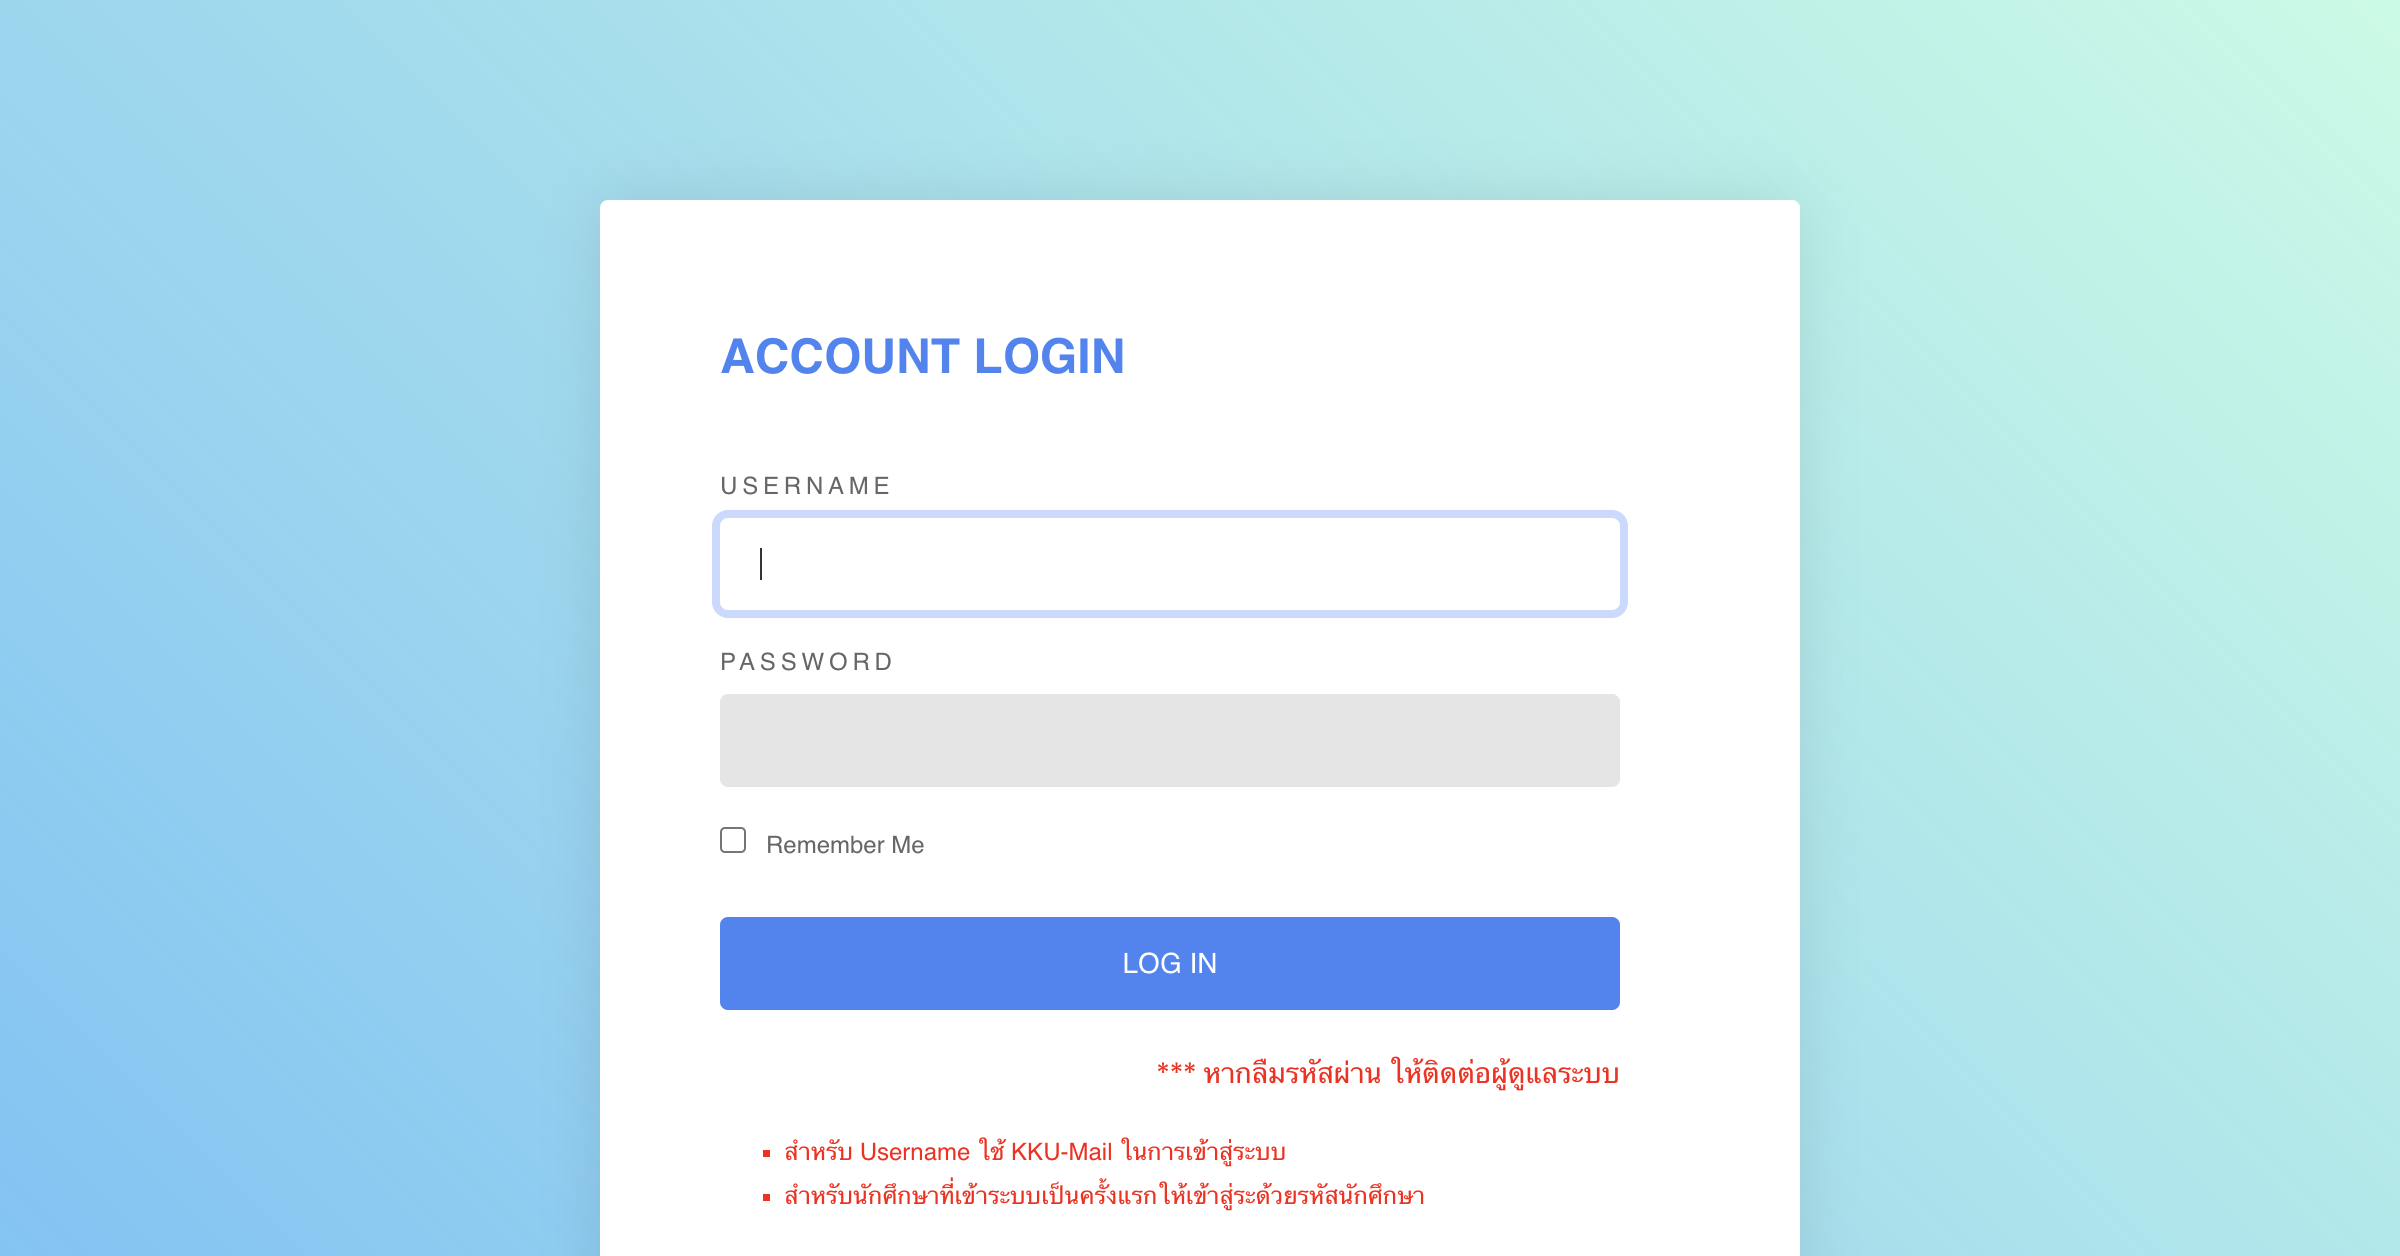 ACCOUNT LOGIN
USERNAME
PASSWORD
Remember Me
LOG IN
*** หากลืมรหัสผ่าน ให้ติดต่อผู้ดูแลระบบ
สำหรับ Username ใช้ KKU-Mail ในการเข้าสู่ระบบ
สำหรับนักศึกษาที่เข้าระบบเป็นครั้งแรก ให้เข้าสู่ระด้วยรหัสนักศึกษา